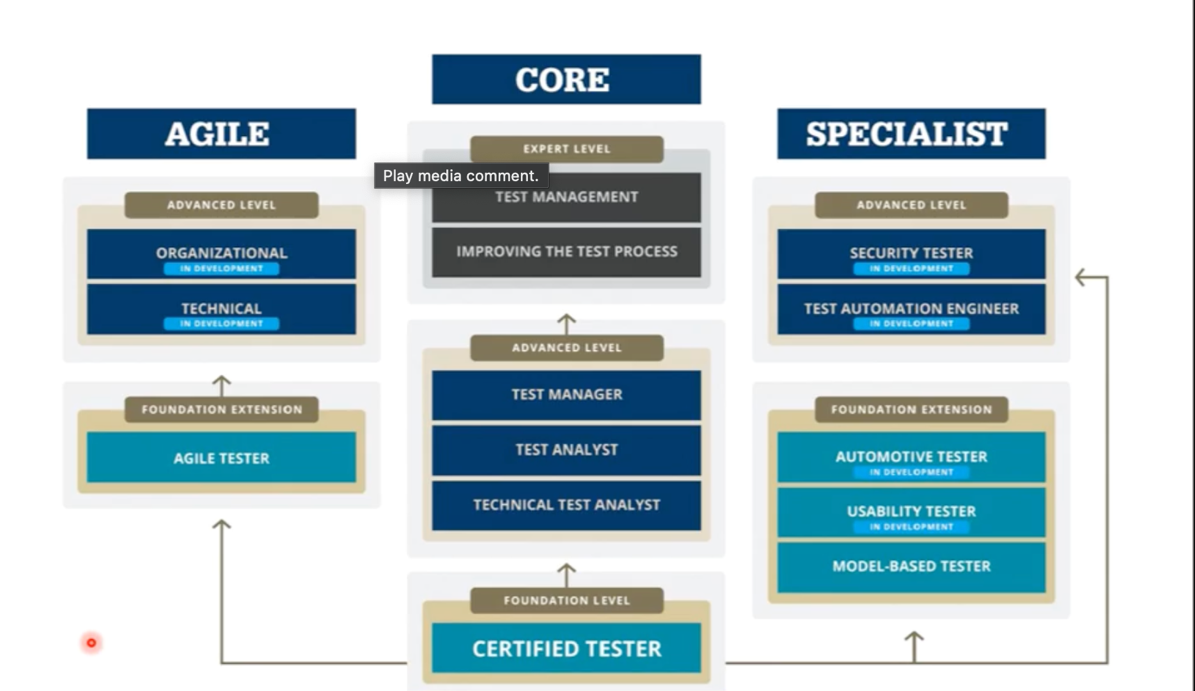 CORE
AGILE
SPECIALIST
EXPERT LEVEL
Play media comment.
TEST MANAGEMENT
IMPROVING THE TEST PROCESS
ADVANCED LEVEL
ORGANIZATIONAL
IN DEVELOPMENT
TECHNICAL
IN DEVELOPMENT
ADVANCED LEVEL
SECURITY TESTER
IN DEVELOPMENT
TEST AUTOMATION ENGINEER
IN DEVELOPMENT
ADVANCED LEVEL
TEST MANAGER
TEST ANALYST
TECHNICAL TEST ANALYST
FOUNDATION EXTENSION
AGILE TESTER
FOUNDATION EXTENSION
AUTOMOTIVE TESTER
IN DEVELOPMENT
USABILITY TESTER
IN DEVELOPMENT
MODEL-BASED TESTER
FOUNDATION LEVEL
CERTIFIED TESTER